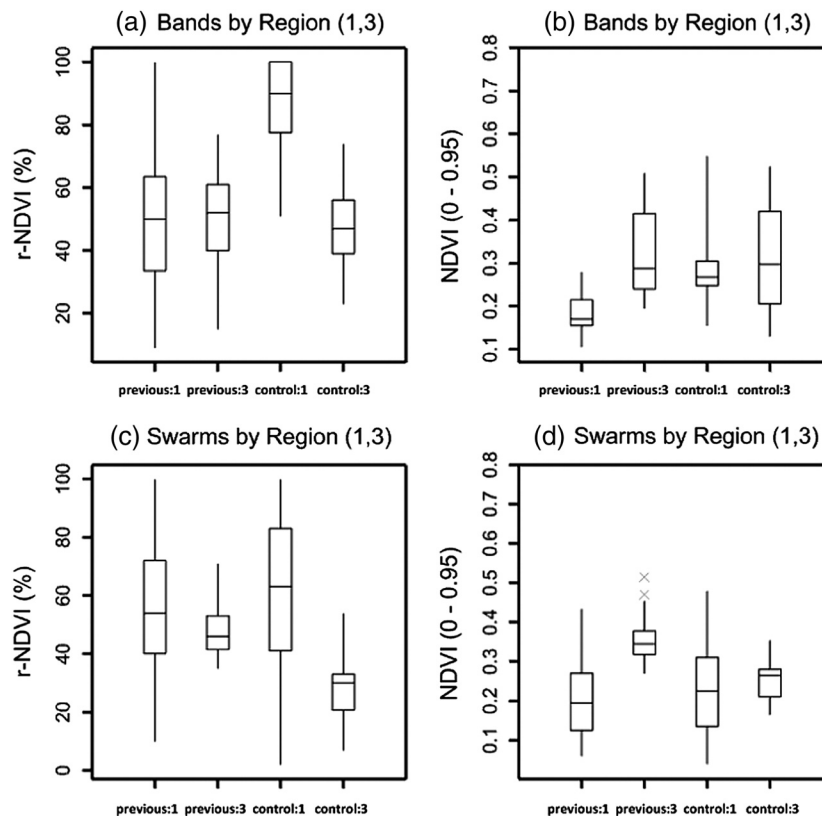 (a) Bands by Region (1,3)
r-NDVI (%)
100
80
60
40
20
previous:1 previous:3 control:1 control:3
(b) Bands by Region (1,3)
NDVI (0 - 0.95)
0.8
0.7
0.6
0.5
0.4
0.3
0.2
0.1
previous:1 previous:3 control:1 control:3
(c) Swarms by Region (1,3)
r-NDVI (%)
100
80
60
40
20
0
previous:1 previous:3 control:1 control:3
(d) Swarms by Region (1,3)
NDVI (0 - 0.95)
0.8
0.7
0.6
0.5
0.4
0.3
0.2
0.1
previous:1 previous:3 control:1 control:3